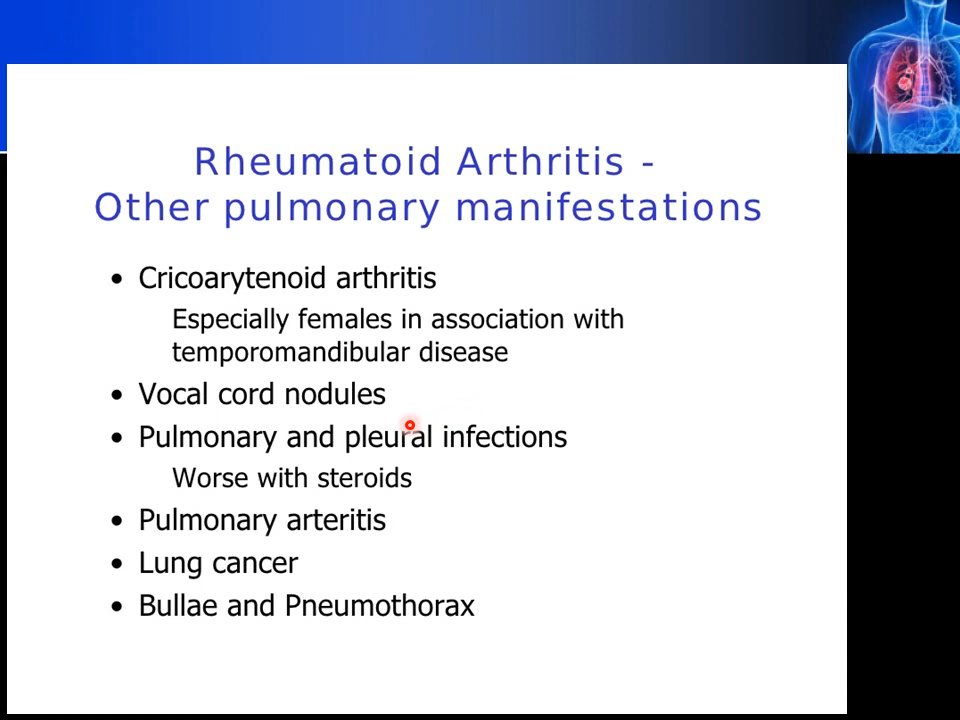 Rheumatoid Arthritis -
Other pulmonary manifestations
• Cricoarytenoid arthritis
Especially females in association with
temporomandibular disease
• Vocal cord nodules
• Pulmonary and pleural infections
Worse with steroids
• Pulmonary arteritis
• Lung cancer
• Bullae and Pneumothorax